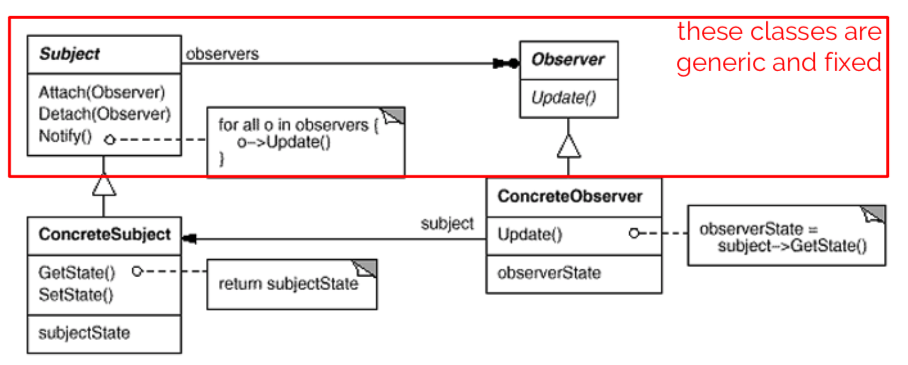 these classes are
generic and fixed
Subject
observers
Observer
Attach(Observer)
Detach(Observer)
Notify()
for all o in observers {
o–>Update()
}
Update()
ConcreteSubject
subject
ConcreteObserver
Update()
observerState =
subject–>GetState()
GetState()
SetState()
return subjectState
observerState
subjectState